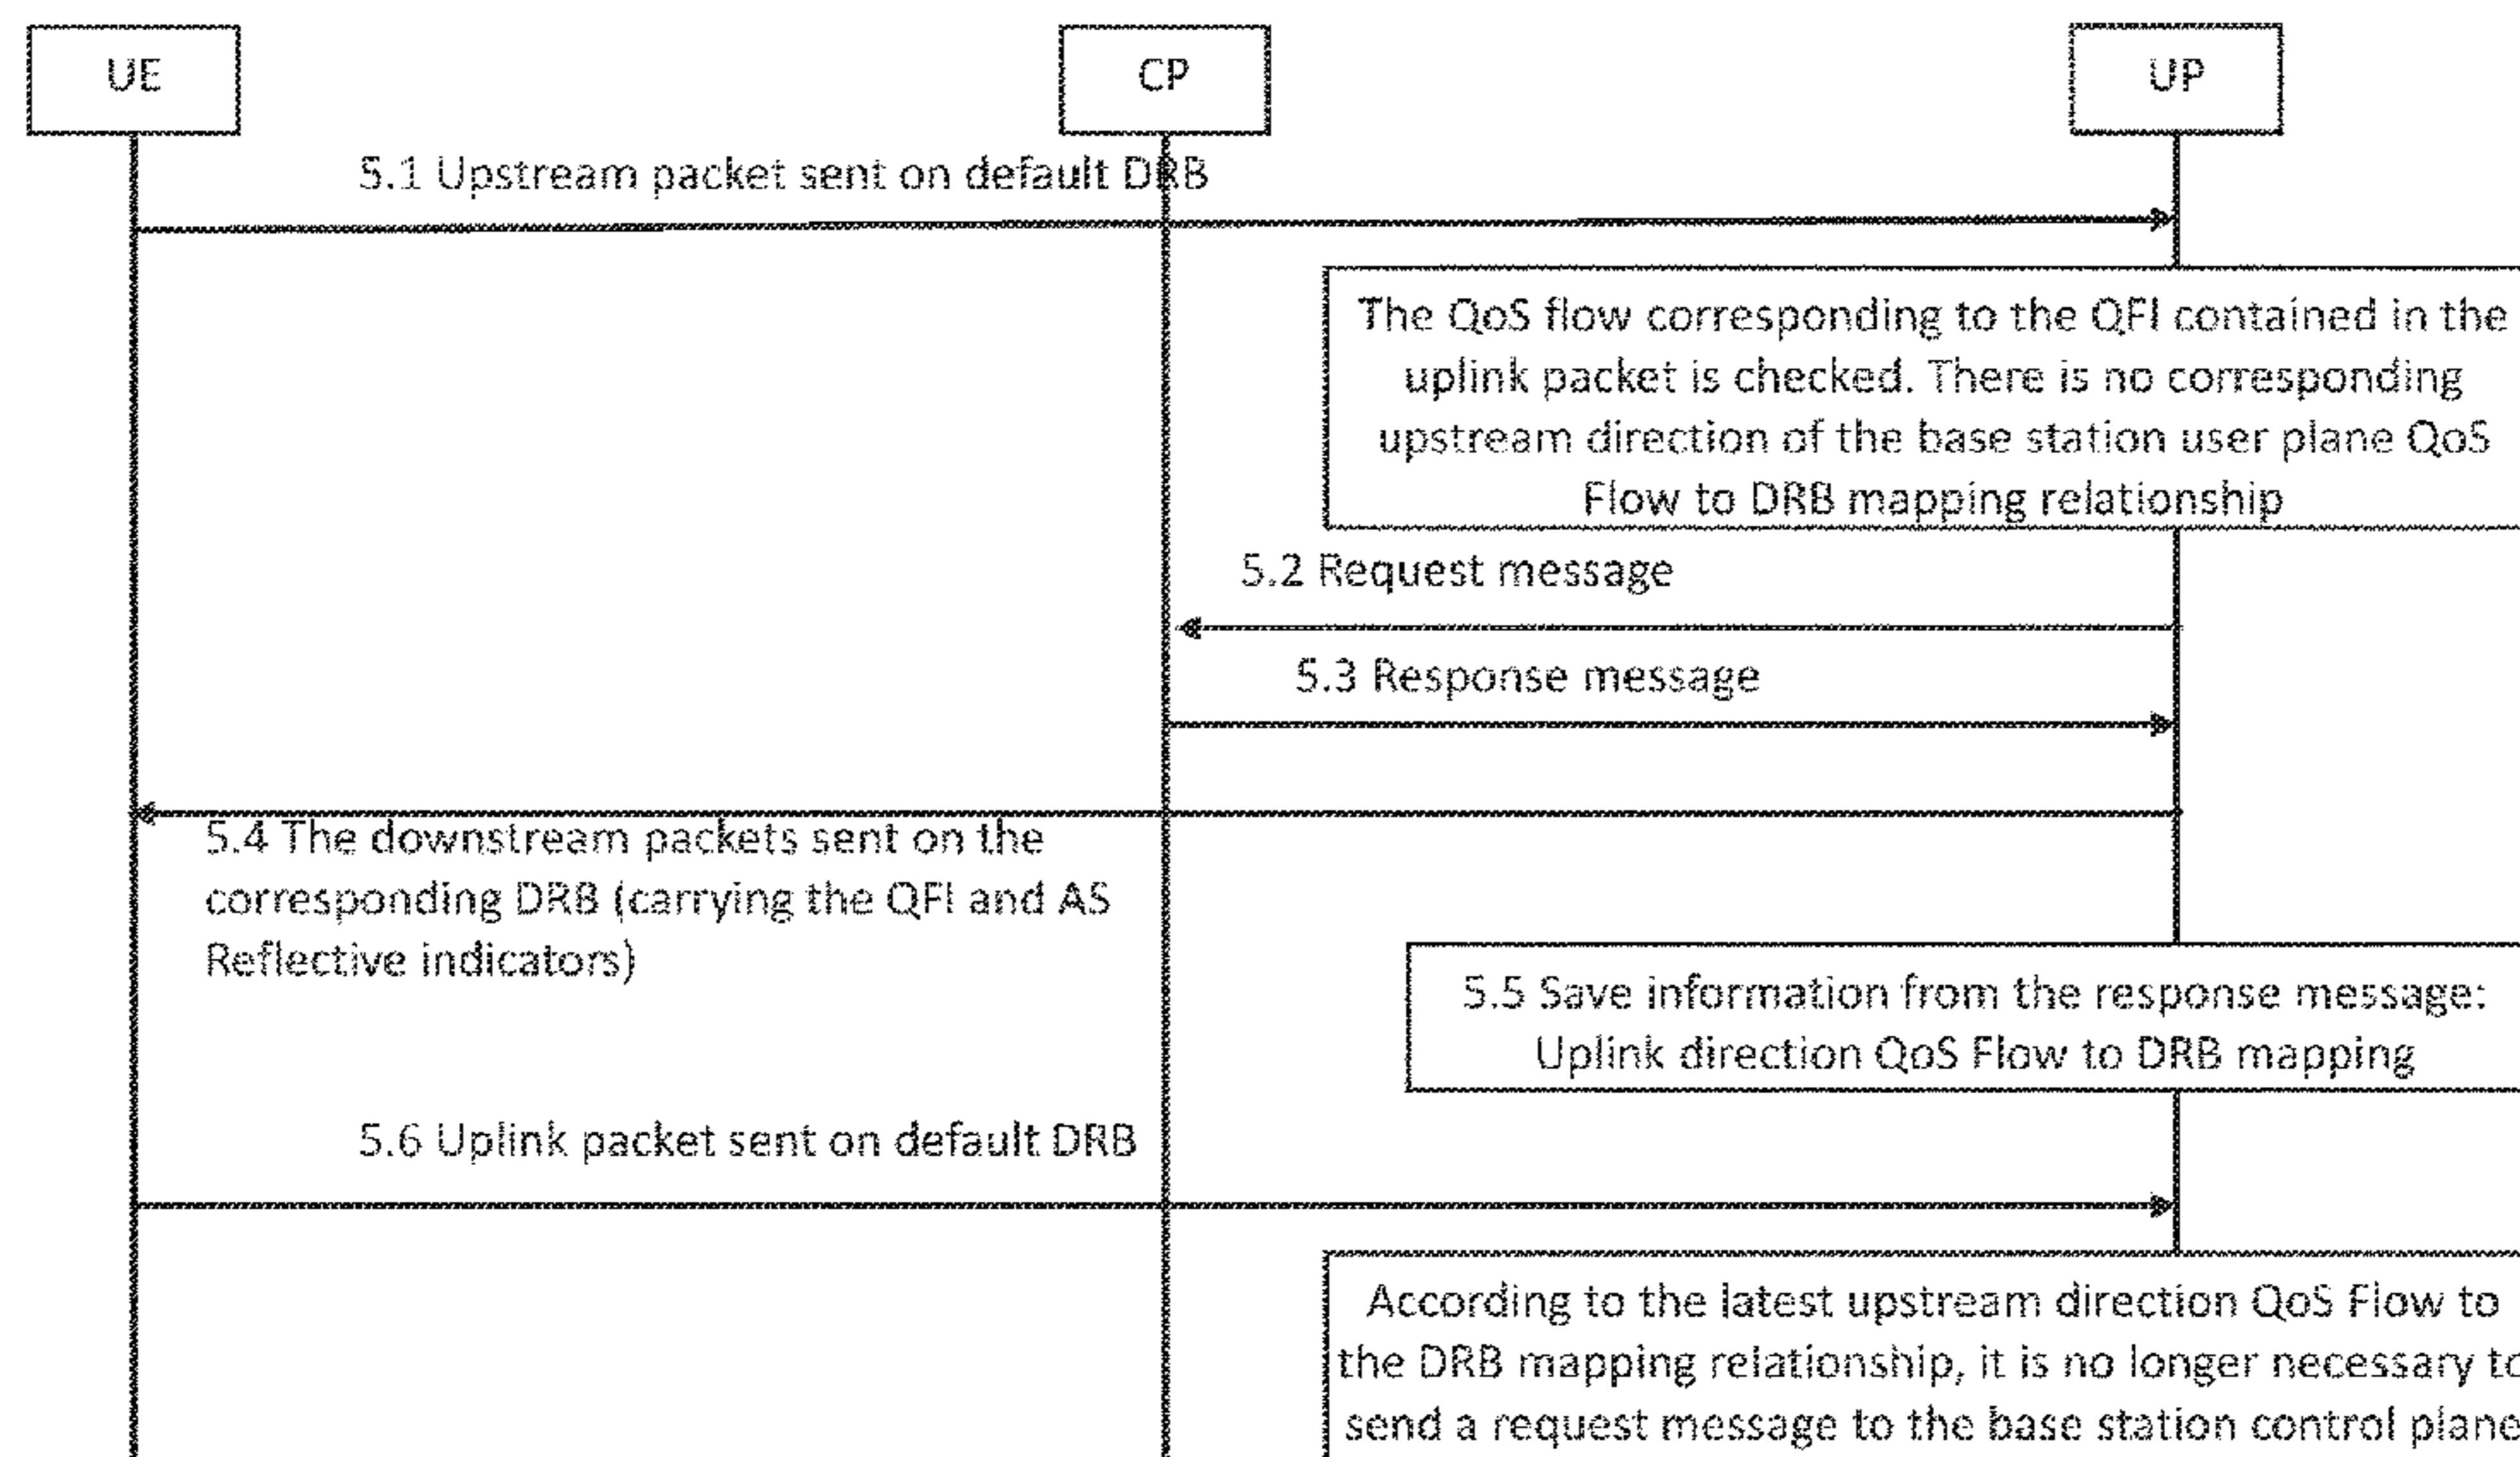 UE
CP
UP
5.1 Upstream packet sent on default DRB
The QoS flow corresponding to the QFI contained in the
uplink packet is checked. There is no corresponding
upstream direction of the base station user plane QoS
Flow to DRB mapping relationship
5.2 Request message
5.3 Response message
5.4 The downstream packets sent on the
corresponding DRB (carrying the QFI and AS
Reflective indicators)
5.5 Save information from the response message:
Uplink direction QoS Flow to DRB mapping
5.6 Uplink packet sent on default DRB
According to the latest upstream direction QoS Flow to
the DRB mapping relationship, it is no longer necessary to
send a request message to the base station control plane